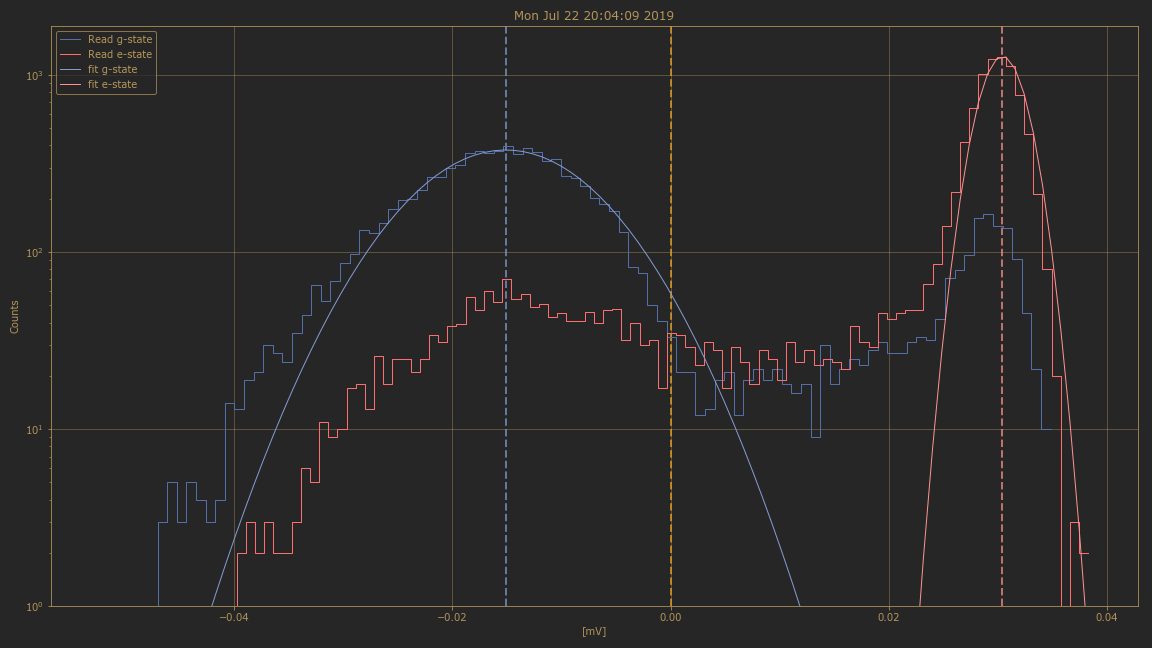 Mon Jul 22 20:04:09 2019
Read g-state
Read e-state
fit g-state
fit e-state
Counts
10³
10²
10¹
10⁰
−0.04
−0.02
0.00
0.02
0.04
[mV]